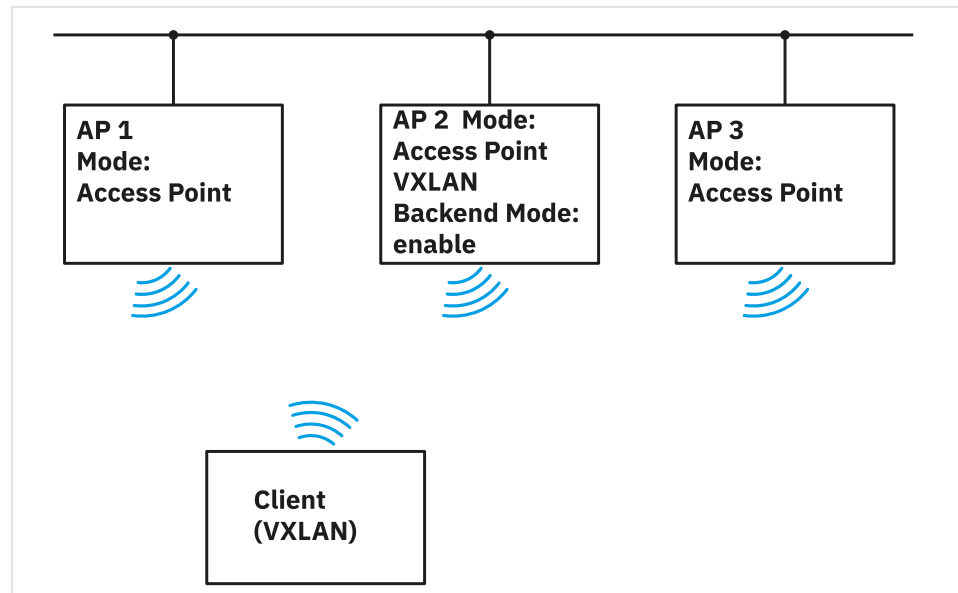 AP 1
Mode:
Access Point
AP 2 Mode:
Access Point
VXLAN
Backend Mode:
enable
AP 3
Mode:
Access Point
Client
(VXLAN)